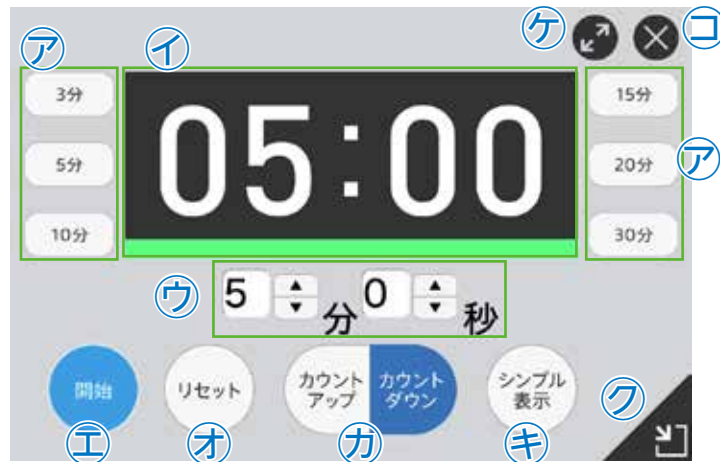 ケ
コ
ア
イ
3分
5分
10分
05:00
15分
20分
30分
ア
ウ
5 分 0 秒
開始
リセット
カウント
アップ
カウント
ダウン
シンプル
表示
エ
オ
カ
キ
ク